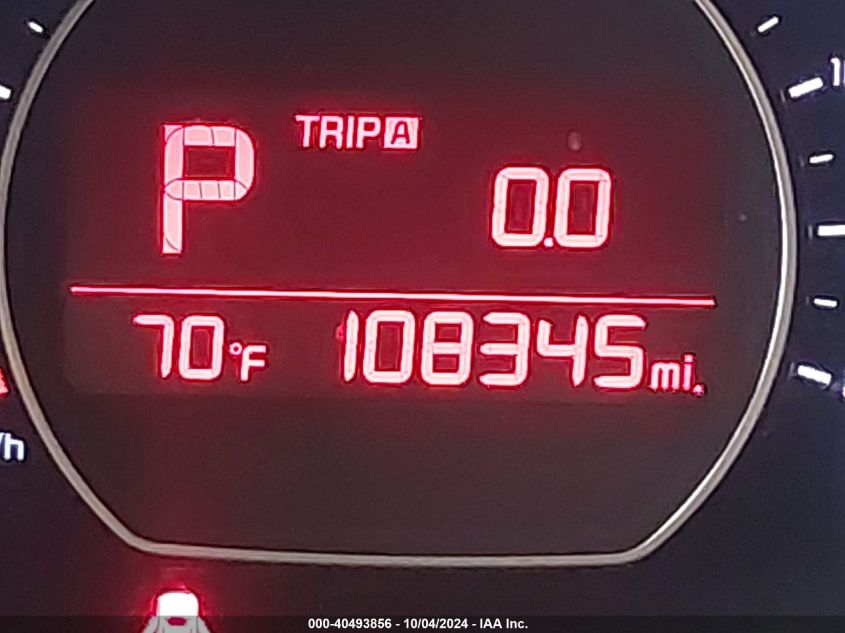 P TRIP A
0.0
70°F 108345 mi.
/h
000-40493856 - 10/04/2024 - IAA Inc.